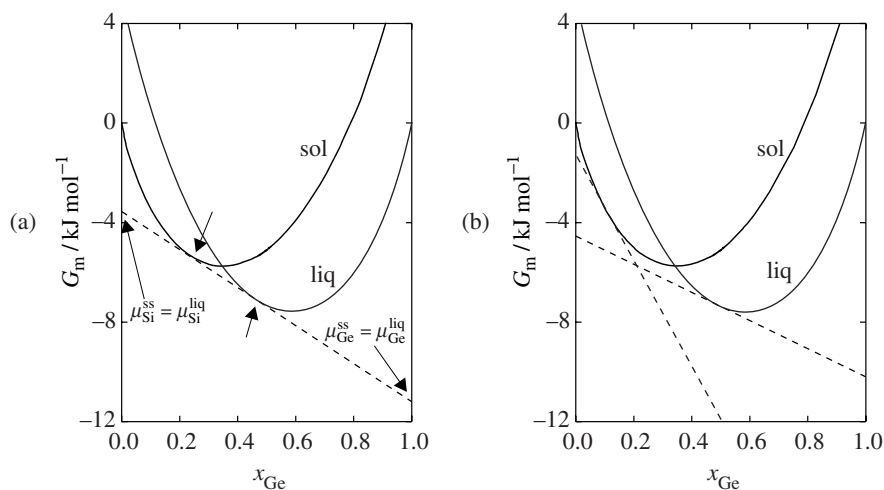 (a)
G_m / kJ mol⁻¹
4
0
−4
−8
−12
sol
liq
μ_Si^ss = μ_Si^liq
μ_Ge^ss = μ_Ge^liq
0.0 0.2 0.4 0.6 0.8 1.0
x_Ge
(b)
G_m / kJ mol⁻¹
4
0
−4
−8
−12
sol
liq
0.0 0.2 0.4 0.6 0.8 1.0
x_Ge